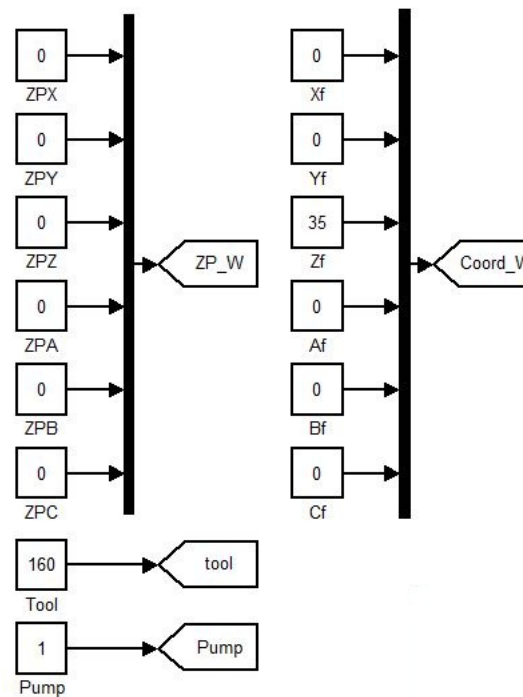 0
ZPX
0
ZPY
0
ZPZ
0
ZPA
0
ZPB
0
ZPC
ZP_W
0
Xf
0
Yf
35
Zf
0
Af
0
Bf
0
Cf
Coord_W
160
Tool
tool
1
Pump
Pump